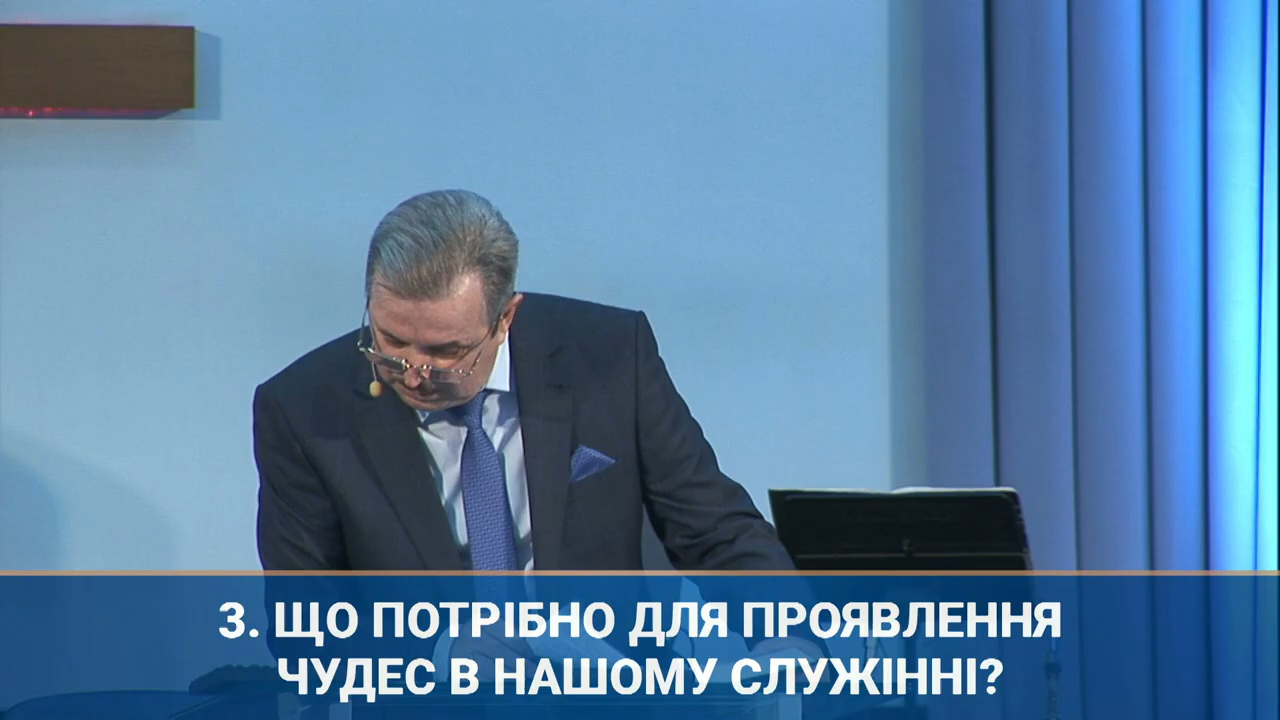 3. ЩО ПОТРІБНО ДЛЯ ПРОЯВЛЕННЯ
ЧУДЕС В НАШОМУ СЛУЖІННІ?